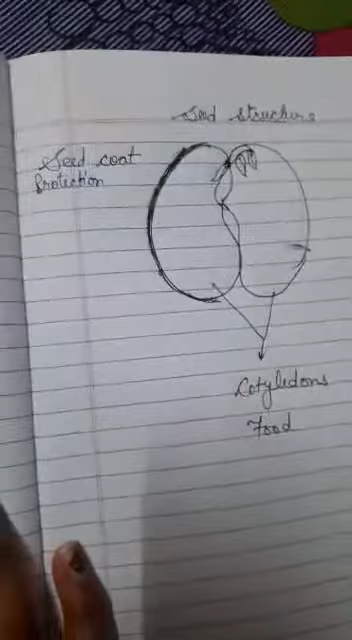 Seed structure
Seed coat
Protection
Cotyledons
Food